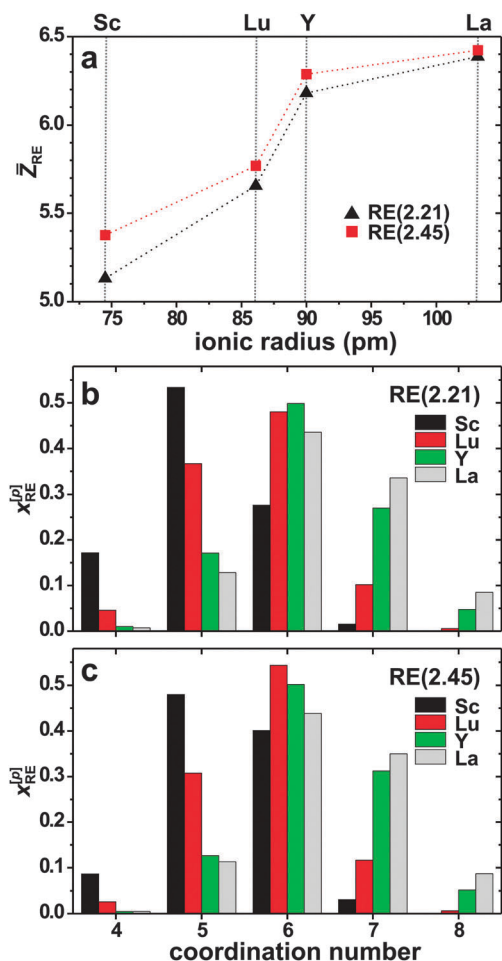 Sc Lu Y La
a
6.5
6.0
5.5
5.0
Z̄RE
RE(2.21)
RE(2.45)
75 80 85 90 95 100
ionic radius (pm)
b
RE(2.21)
Sc
Lu
Y
La
0.5
0.4
0.3
0.2
0.1
0.0
x[p]RE
c
RE(2.45)
Sc
Lu
Y
La
0.5
0.4
0.3
0.2
0.1
0.0
x[p]RE
4 5 6 7 8
coordination number